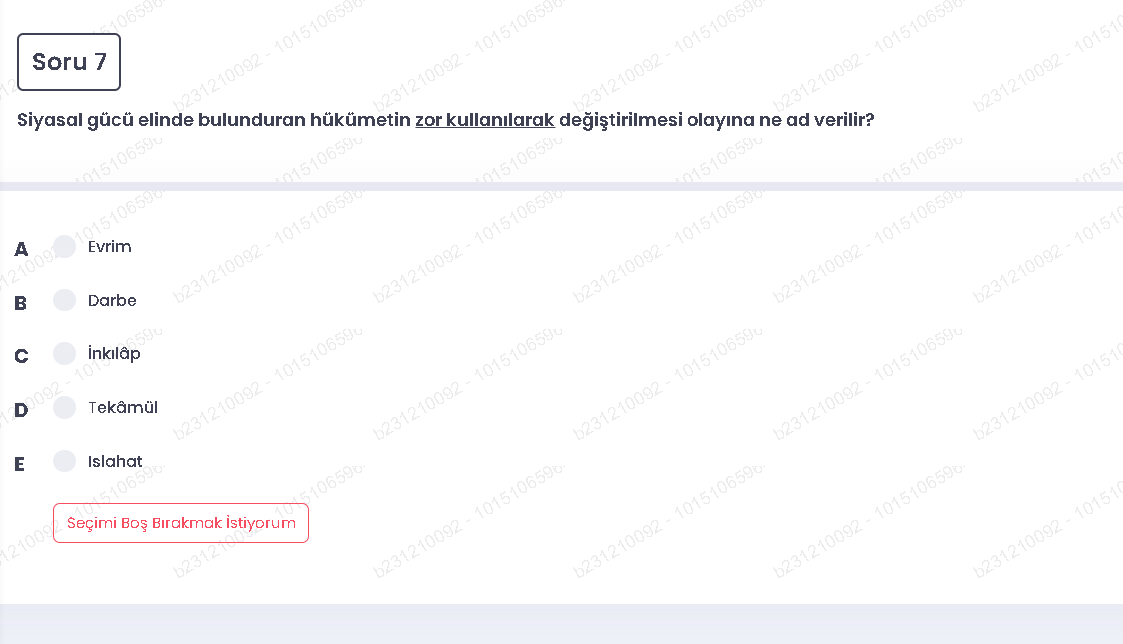 Soru 7
Siyasal gücü elinde bulunduran hükümetin zor kullanılarak değiştirilmesi olayına ne ad verilir?
A Evrim
B Darbe
C İnkılâp
D Tekâmül
E Islahat
Seçimi Boş Bırakmak İstiyorum